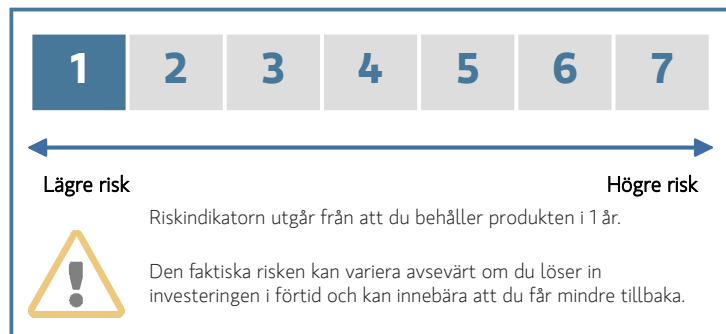 1 2 3 4 5 6 7
Lägre risk Högre risk
Riskindikatorn utgår från att du behåller produkten i 1 år.
Den faktiska risken kan variera avsevärt om du löser in
investeringen i förtid och kan innebära att du får mindre tillbaka.